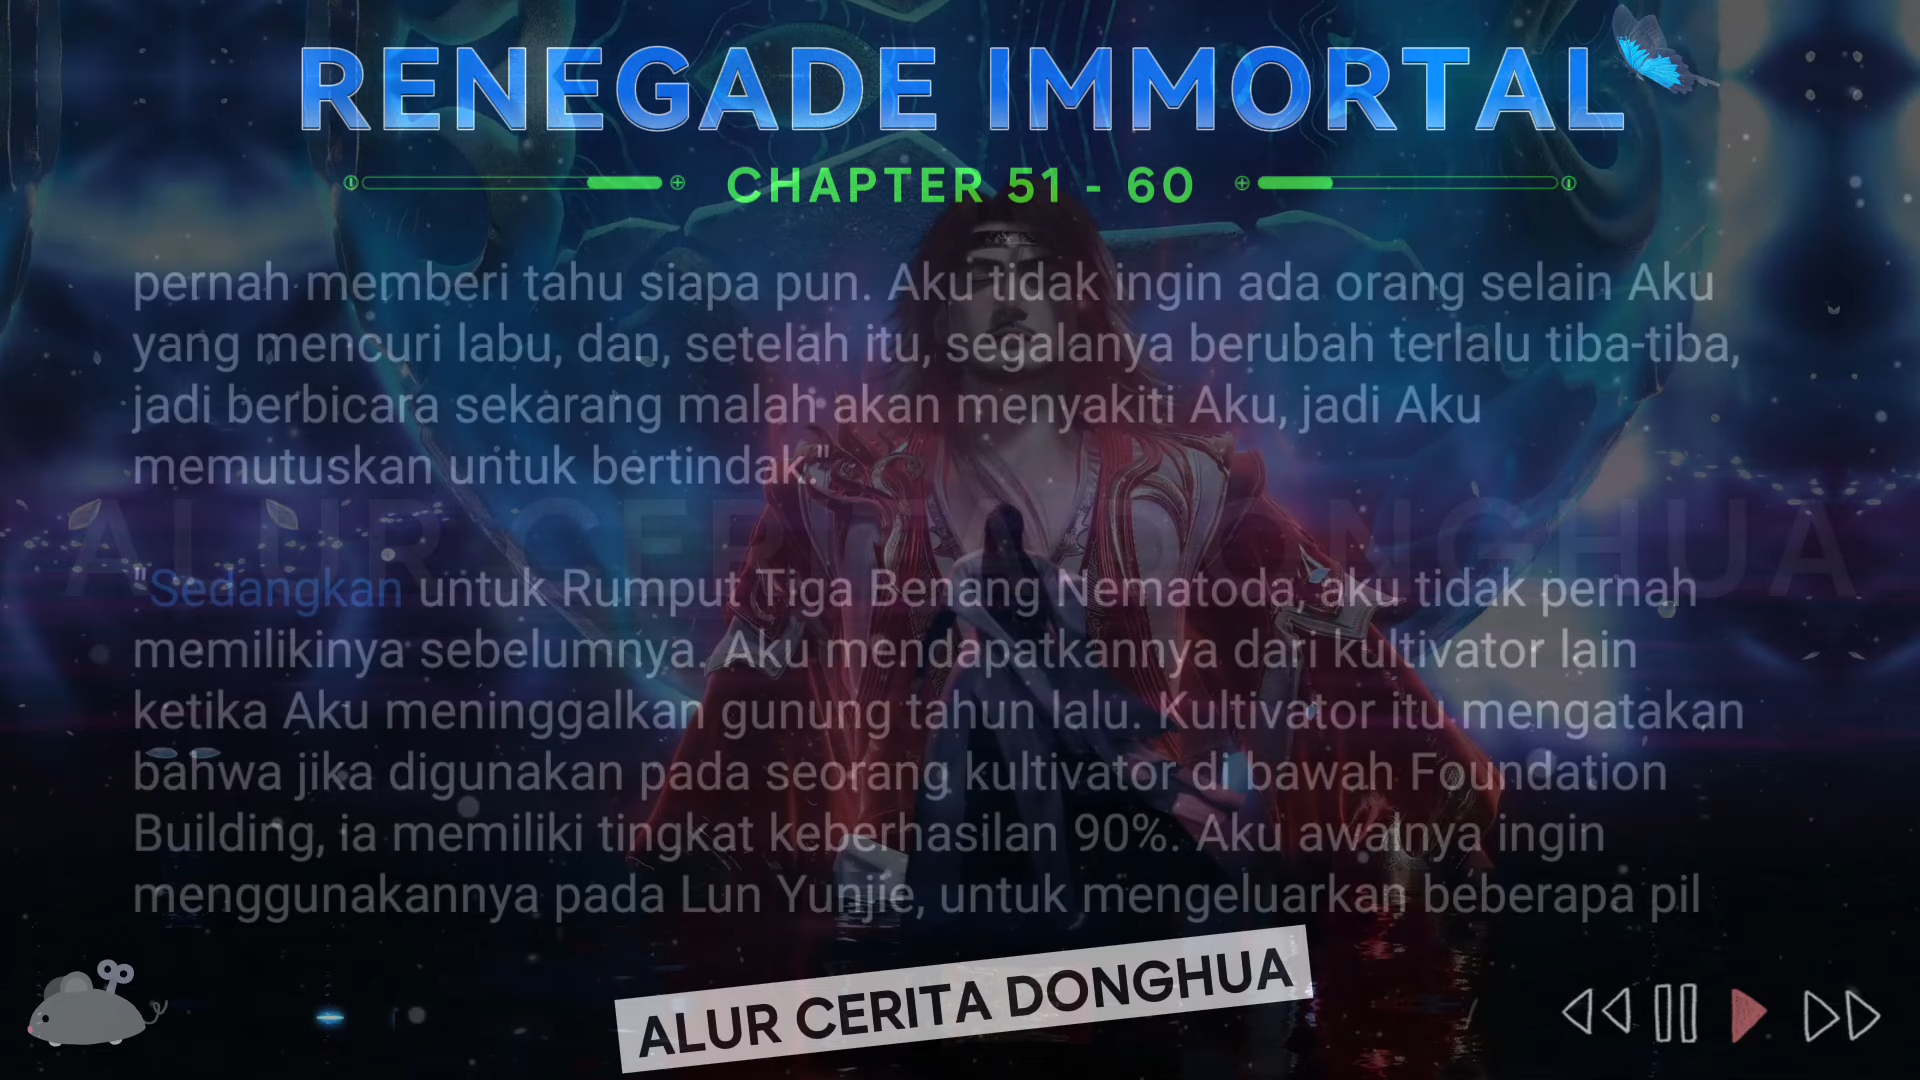 RENEGADE IMMORTAL
CHAPTER 51 - 60
pernah memberi tahu siapa pun. Aku tidak ingin ada orang selain Aku
yang mencuri labu, dan, setelah itu, segalanya berubah terlalu tiba-tiba,
jadi berbicara sekarang malah akan menyakiti Aku, jadi Aku
memutuskan untuk bertindak."
ALUR CERITA DONGHUA
"Sedangkan untuk Rumput Tiga Benang Nematoda, aku tidak pernah
memilikinya sebelumnya. Aku mendapatkannya dari kultivator lain
ketika Aku meninggalkan gunung tahun lalu. Kultivator itu mengatakan
bahwa jika digunakan pada seorang kultivator di bawah Foundation
Building, ia memiliki tingkat keberhasilan 90%. Aku awalnya ingin
menggunakannya pada Lun Yunjie, untuk mengeluarkan beberapa pil
ALUR CERITA DONGHUA